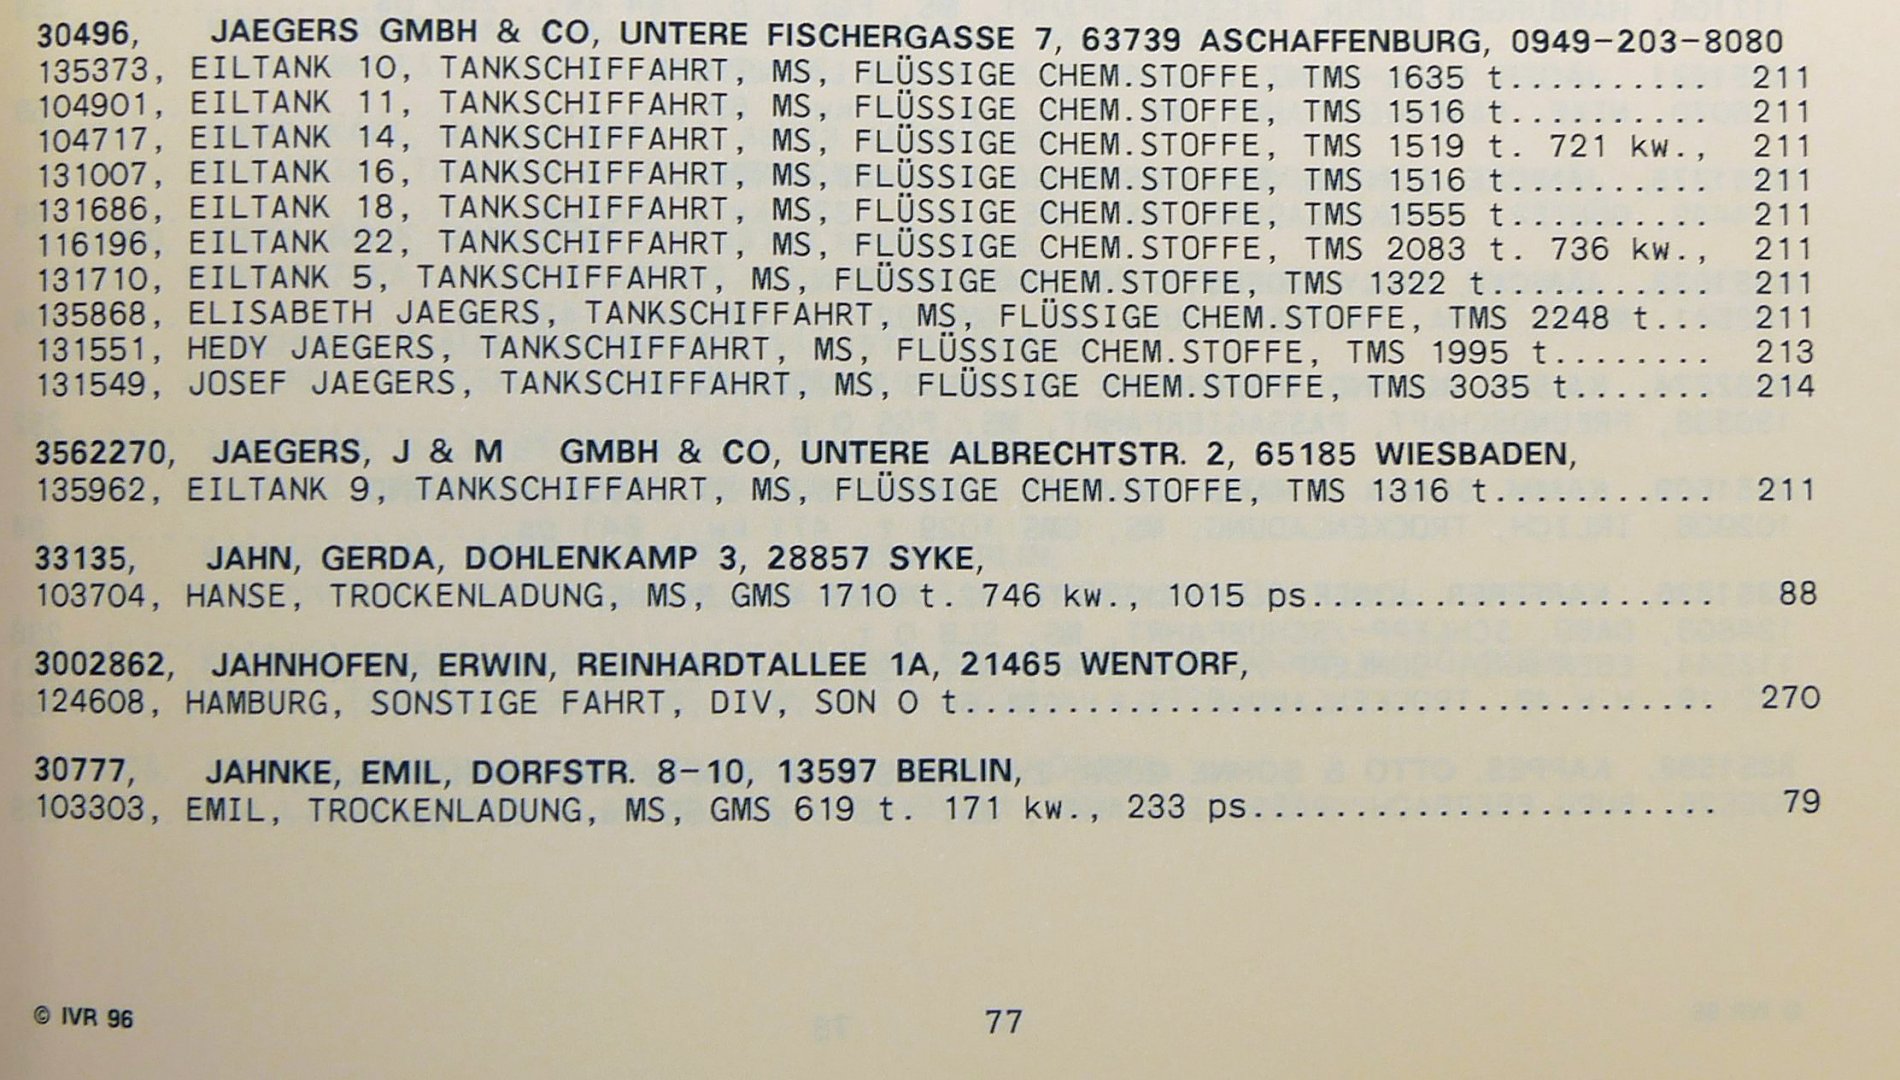 30496, JAEGERS GMBH & CO, UNTERE FISCHERGASSE 7, 63739 ASCHAFFENBURG, 0949-203-8080
135373, EILTANK 10, TANKSCHIFFAHRT, MS, FLÜSSIGE CHEM.STOFFE, TMS 1635 t.......... 211
104901, EILTANK 11, TANKSCHIFFAHRT, MS, FLÜSSIGE CHEM.STOFFE, TMS 1516 t.......... 211
104717, EILTANK 14, TANKSCHIFFAHRT, MS, FLÜSSIGE CHEM.STOFFE, TMS 1519 t. 721 kw., 211
131007, EILTANK 16, TANKSCHIFFAHRT, MS, FLÜSSIGE CHEM.STOFFE, TMS 1516 t.......... 211
131686, EILTANK 18, TANKSCHIFFAHRT, MS, FLÜSSIGE CHEM.STOFFE, TMS 1555 t.......... 211
116196, EILTANK 22, TANKSCHIFFAHRT, MS, FLÜSSIGE CHEM.STOFFE, TMS 2083 t. 736 kw., 211
131710, EILTANK 5, TANKSCHIFFAHRT, MS, FLÜSSIGE CHEM.STOFFE, TMS 1322 t........... 211
135868, ELISABETH JAEGERS, TANKSCHIFFAHRT, MS, FLÜSSIGE CHEM.STOFFE, TMS 2248 t... 211
131551, HEDY JAEGERS, TANKSCHIFFAHRT, MS, FLÜSSIGE CHEM.STOFFE, TMS 1995 t........ 213
131549, JOSEF JAEGERS, TANKSCHIFFAHRT, MS, FLÜSSIGE CHEM.STOFFE, TMS 3035 t....... 214
3562270, JAEGERS, J & M GMBH & CO, UNTERE ALBRECHTSTR. 2, 65185 WIESBADEN,
135962, EILTANK 9, TANKSCHIFFAHRT, MS, FLÜSSIGE CHEM.STOFFE, TMS 1316 t........... 211
33135, JAHN, GERDA, DOHLENKAMP 3, 28857 SYKE,
103704, HANSE, TROCKENLADUNG, MS, GMS 1710 t. 746 kw., 1015 ps.................... 88
3002862, JAHNHOFEN, ERWIN, REINHARDTALLEE 1A, 21465 WENTORF,
124608, HAMBURG, SONSTIGE FAHRT, DIV, SON 0 t..................................... 270
30777, JAHNKE, EMIL, DORFSTR. 8-10, 13597 BERLIN,
103303, EMIL, TROCKENLADUNG, MS, GMS 619 t. 171 kw., 233 ps....................... 79
© IVR 96
77